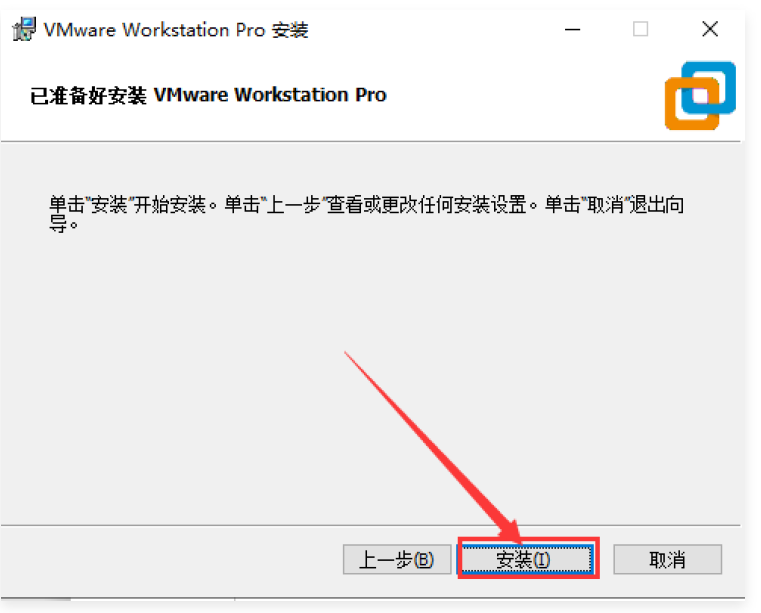 VMware Workstation Pro 安装
已准备好安装 VMware Workstation Pro
单击"安装"开始安装。单击"上一步"查看或更改任何安装设置。单击"取消"退出向
导。
上一步(B) 安装(I) 取消